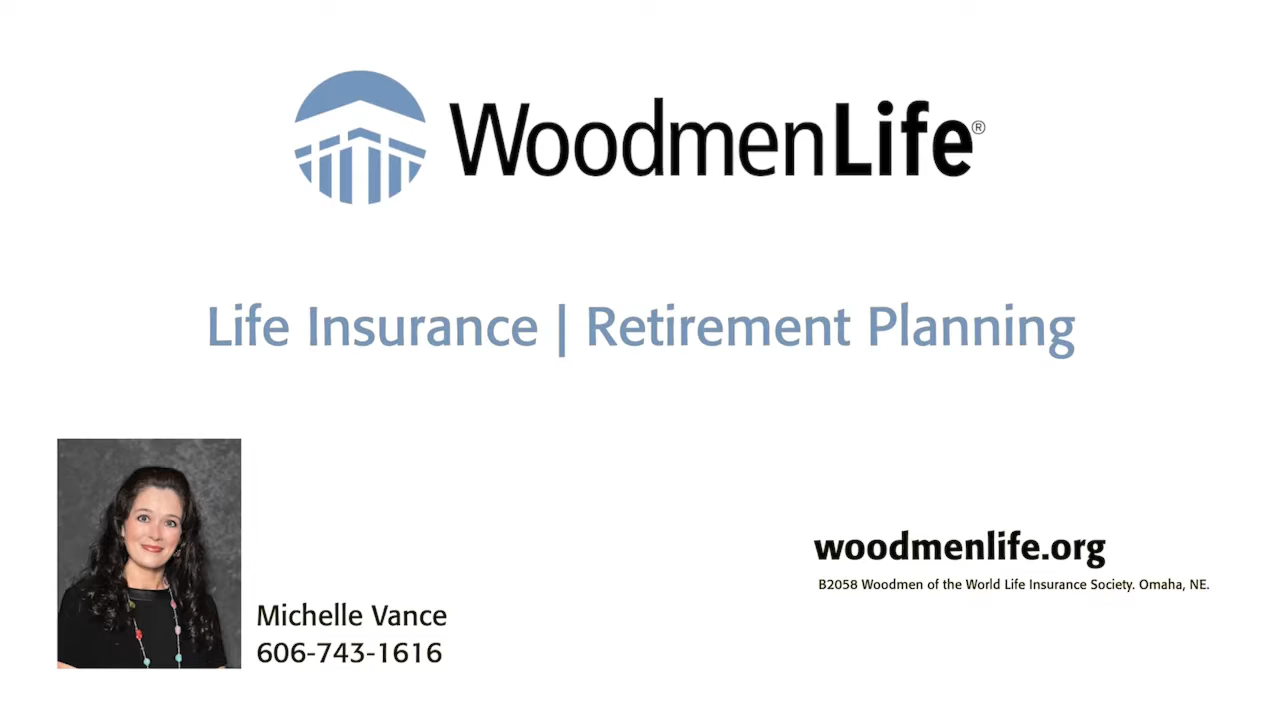 WoodmenLife®
Life Insurance | Retirement Planning
woodmenlife.org
B2058 Woodmen of the World Life Insurance Society. Omaha, NE.
Michelle Vance
606-743-1616